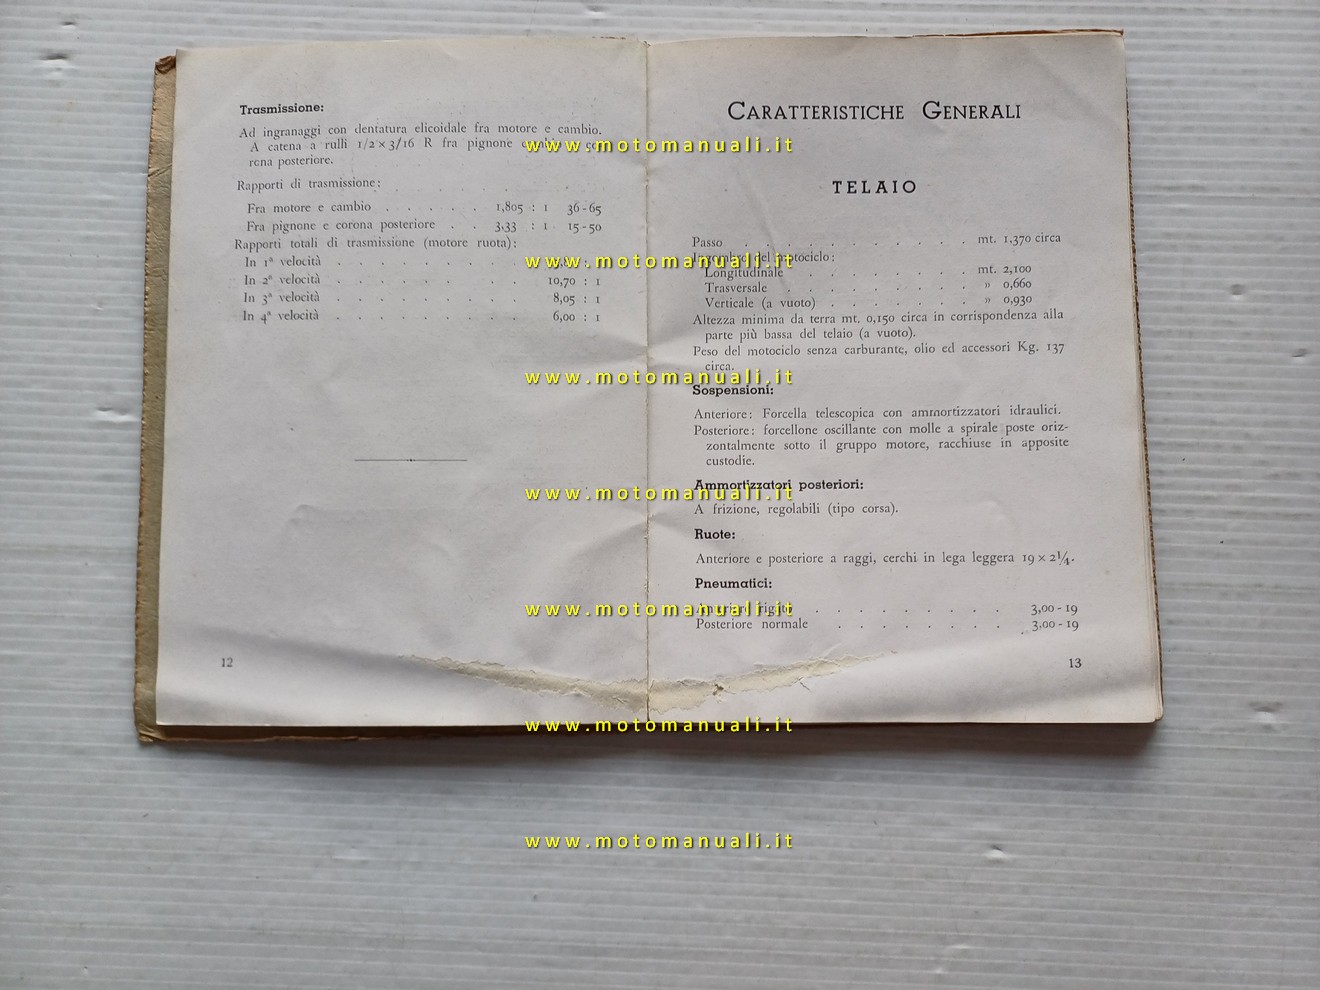 Trasmissione:
Ad ingranaggi con dentatura elicoidale fra motore e cambio.
A catena a rulli 1/2 × 3/16 R fra pignone
rena posteriore.
Rapporti di trasmissione:
Fra motore e cambio . . . . . 1,805 : 1 36-65
Fra pignone e corona posteriore . . 3,33 : 1 15-50
Rapporti totali di trasmissione (motore ruota):
In 1ª velocità . . . . . . . . . : 1
In 2ª velocità . . . . . . . . . 10,70 : 1
In 3ª velocità . . . . . . . . . 8,05 : 1
In 4ª velocità . . . . . . . . . 6,00 : 1
12
CARATTERISTICHE GENERALI
TELAIO
Passo . . . . . . . . . . . mt. 1,370 circa
del motociclo:
Longitudinale . . . . . . . . mt. 2,100
Trasversale . . . . . . . . . » 0,660
Verticale (a vuoto) . . . . . . . » 0,930
Altezza minima da terra mt. 0,150 circa in corrispondenza alla
parte più bassa del telaio (a vuoto).
Peso del motociclo senza carburante, olio ed accessori Kg. 137
circa.
Sospensioni:
Anteriore: Forcella telescopica con ammortizzatori idraulici.
Posteriore: forcellone oscillante con molle a spirale poste oriz-
zontalmente sotto il gruppo motore, racchiuse in apposite
custodie.
Ammortizzatori posteriori:
A frizione, regolabili (tipo corsa).
Ruote:
Anteriore e posteriore a raggi, cerchi in lega leggera 19 × 2¼.
Pneumatici:
Anteriore rigato . . . . . . . . . 3,00 - 19
Posteriore normale . . . . . . . . 3,00 - 19
13
www.motomanuali.it
www.motomanuali.it
www.motomanuali.it
www.motomanuali.it
www.motomanuali.it
www.motomanuali.it
www.motomanuali.it